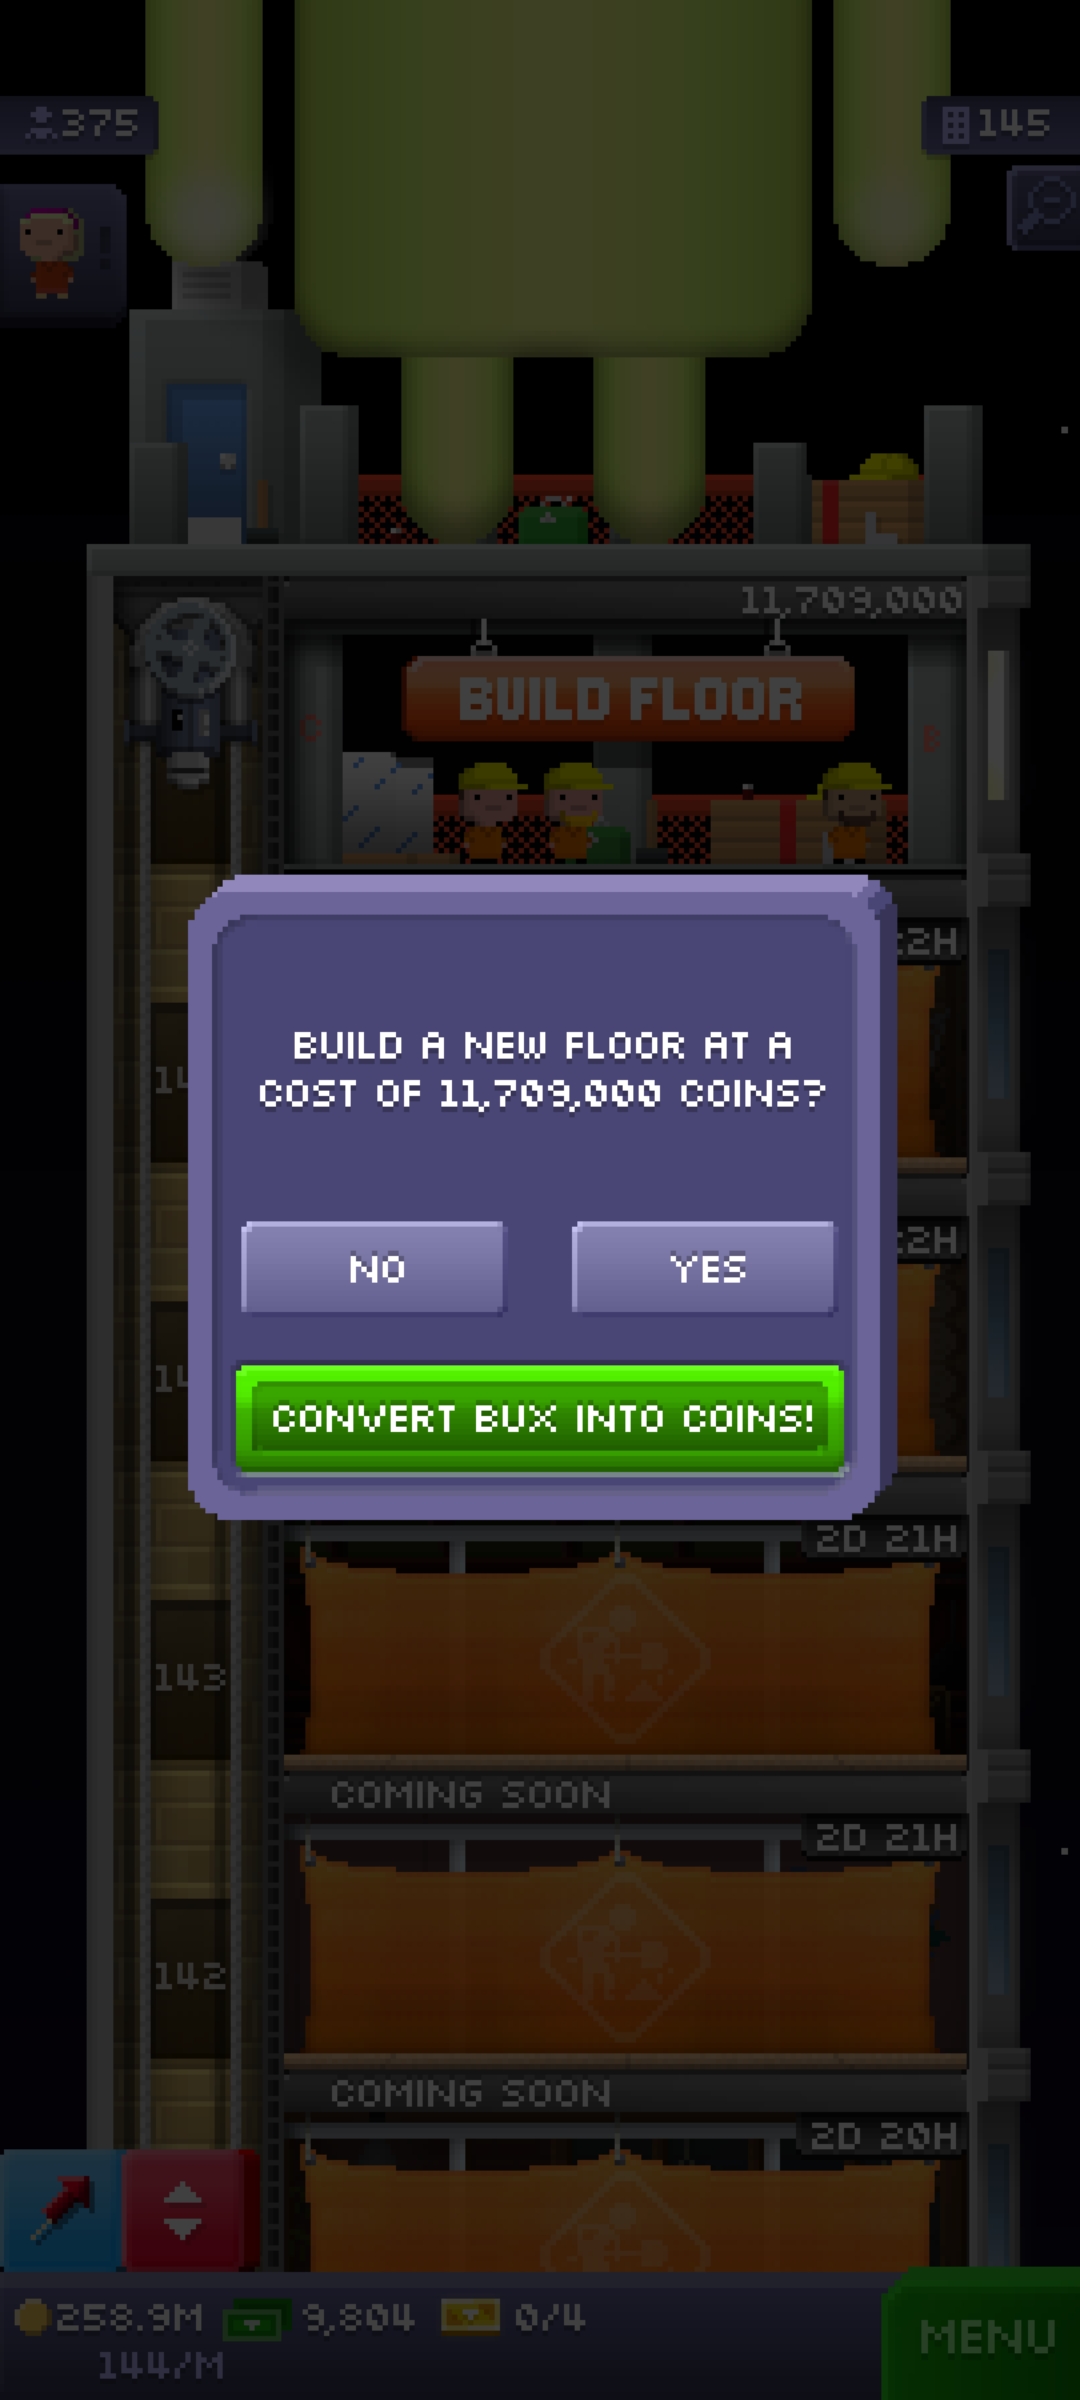 375
145
11,709,000
BUILD FLOOR
C
B
:2H
BUILD A NEW FLOOR AT A
COST OF 11,709,000 COINS?
:2H
NO
YES
CONVERT BUX INTO COINS!
2D 21H
143
COMING SOON
2D 21H
142
COMING SOON
2D 20H
258.9M
9,804
0/4
144/M
MENU